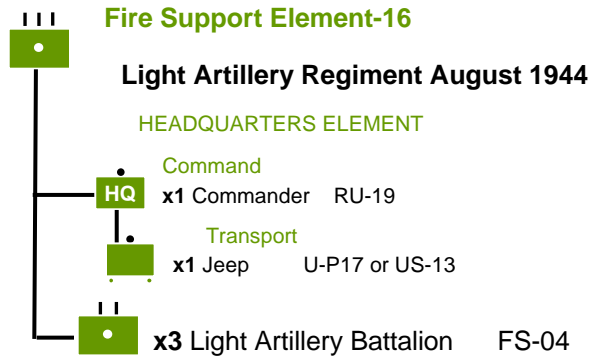 Fire Support Element-16
Light Artillery Regiment August 1944
HEADQUARTERS ELEMENT
Command
HQ x1 Commander RU-19
Transport
x1 Jeep U-P17 or US-13
x3 Light Artillery Battalion FS-04